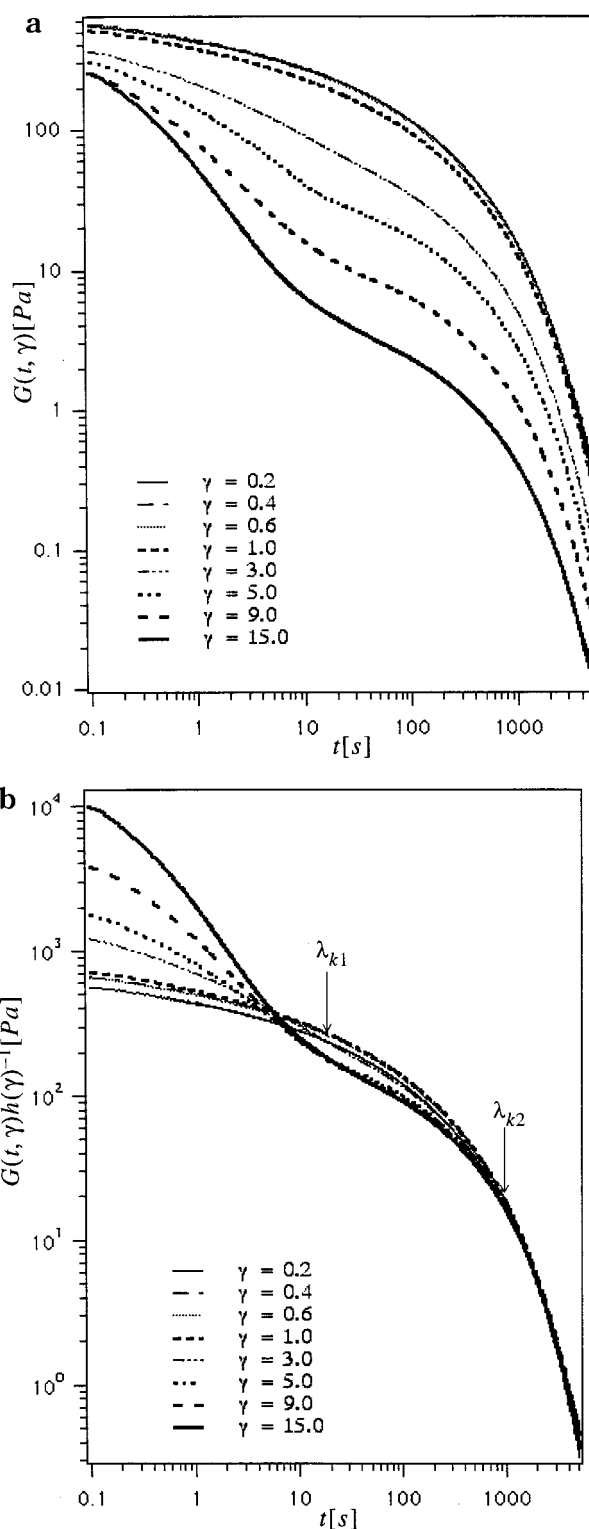 a
100
10
1
0.1
0.01
G(t, γ)[Pa]
γ = 0.2
γ = 0.4
γ = 0.6
γ = 1.0
γ = 3.0
γ = 5.0
γ = 9.0
γ = 15.0
0.1 1 10 100 1000
t[s]
b
10⁴
10³
10²
10¹
10⁰
G(t, γ)h(γ)⁻¹[Pa]
λk1
λk2
γ = 0.2
γ = 0.4
γ = 0.6
γ = 1.0
γ = 3.0
γ = 5.0
γ = 9.0
γ = 15.0
0.1 1 10 100 1000
t[s]